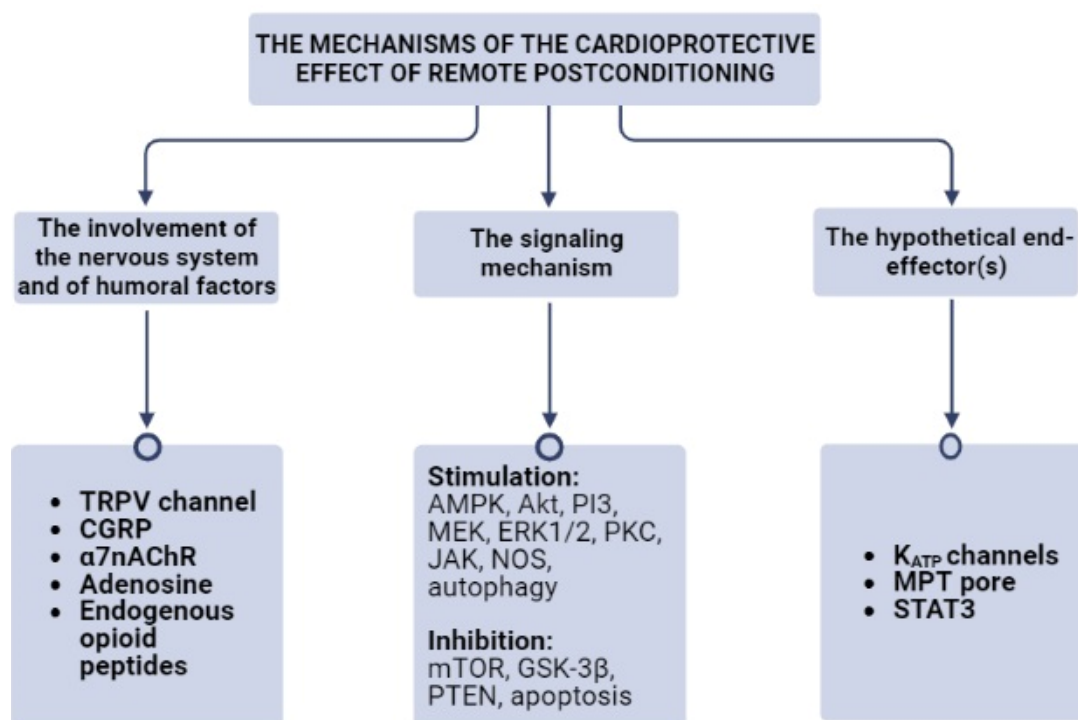 THE MECHANISMS OF THE CARDIOPROTECTIVE
EFFECT OF REMOTE POSTCONDITIONING
The involvement of
the nervous system
and of humoral factors
The signaling
mechanism
The hypothetical end-
effector(s)
• TRPV channel
• CGRP
• α7nAChR
• Adenosine
• Endogenous
opioid
peptides
Stimulation:
AMPK, Akt, PI3,
MEK, ERK1/2, PKC,
JAK, NOS,
autophagy
Inhibition:
mTOR, GSK-3β,
PTEN, apoptosis
• KATP channels
• MPT pore
• STAT3